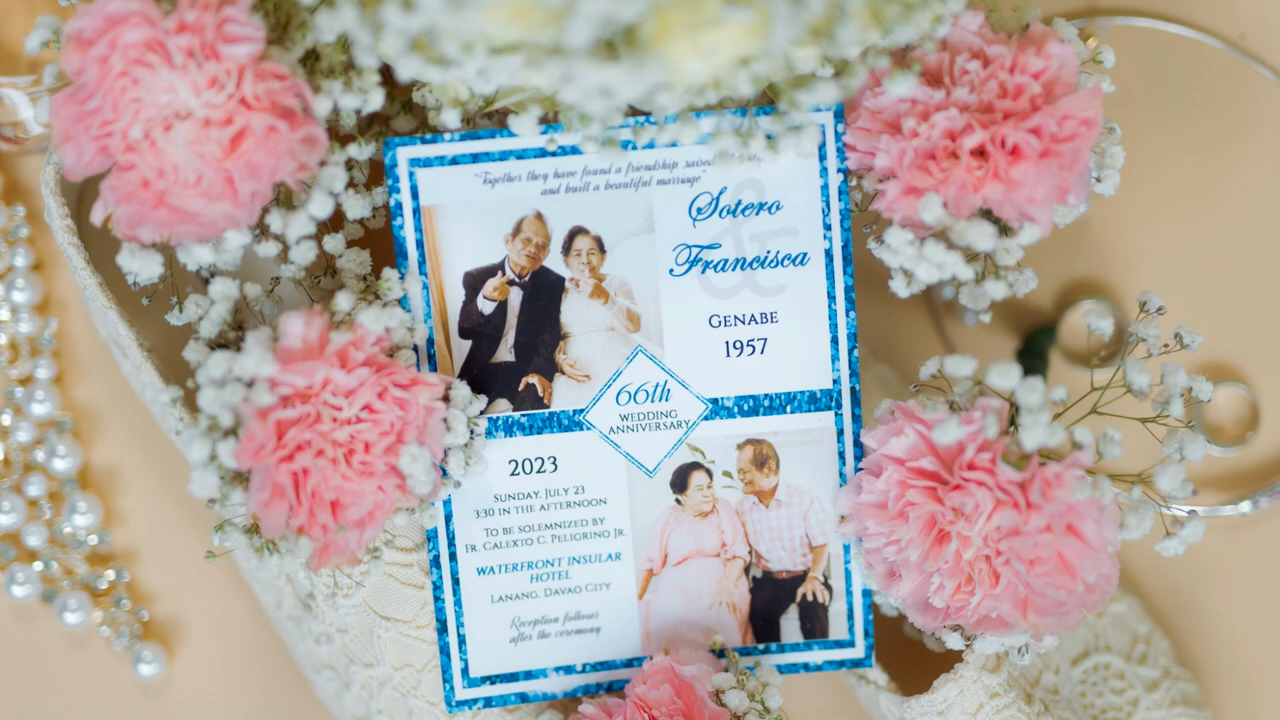 "Together they have found a friendship raised
and built a beautiful marriage"
&
Sotero
Francisca
GENABE
1957
66th
WEDDING
ANNIVERSARY
2023
SUNDAY, JULY 23
3:30 IN THE AFTERNOON
TO BE SOLEMNIZED BY
FR. CALEXTO C. PELIGRINO JR.
WATERFRONT INSULAR
HOTEL
LANANG, DAVAO CITY
Reception follows
after the ceremony